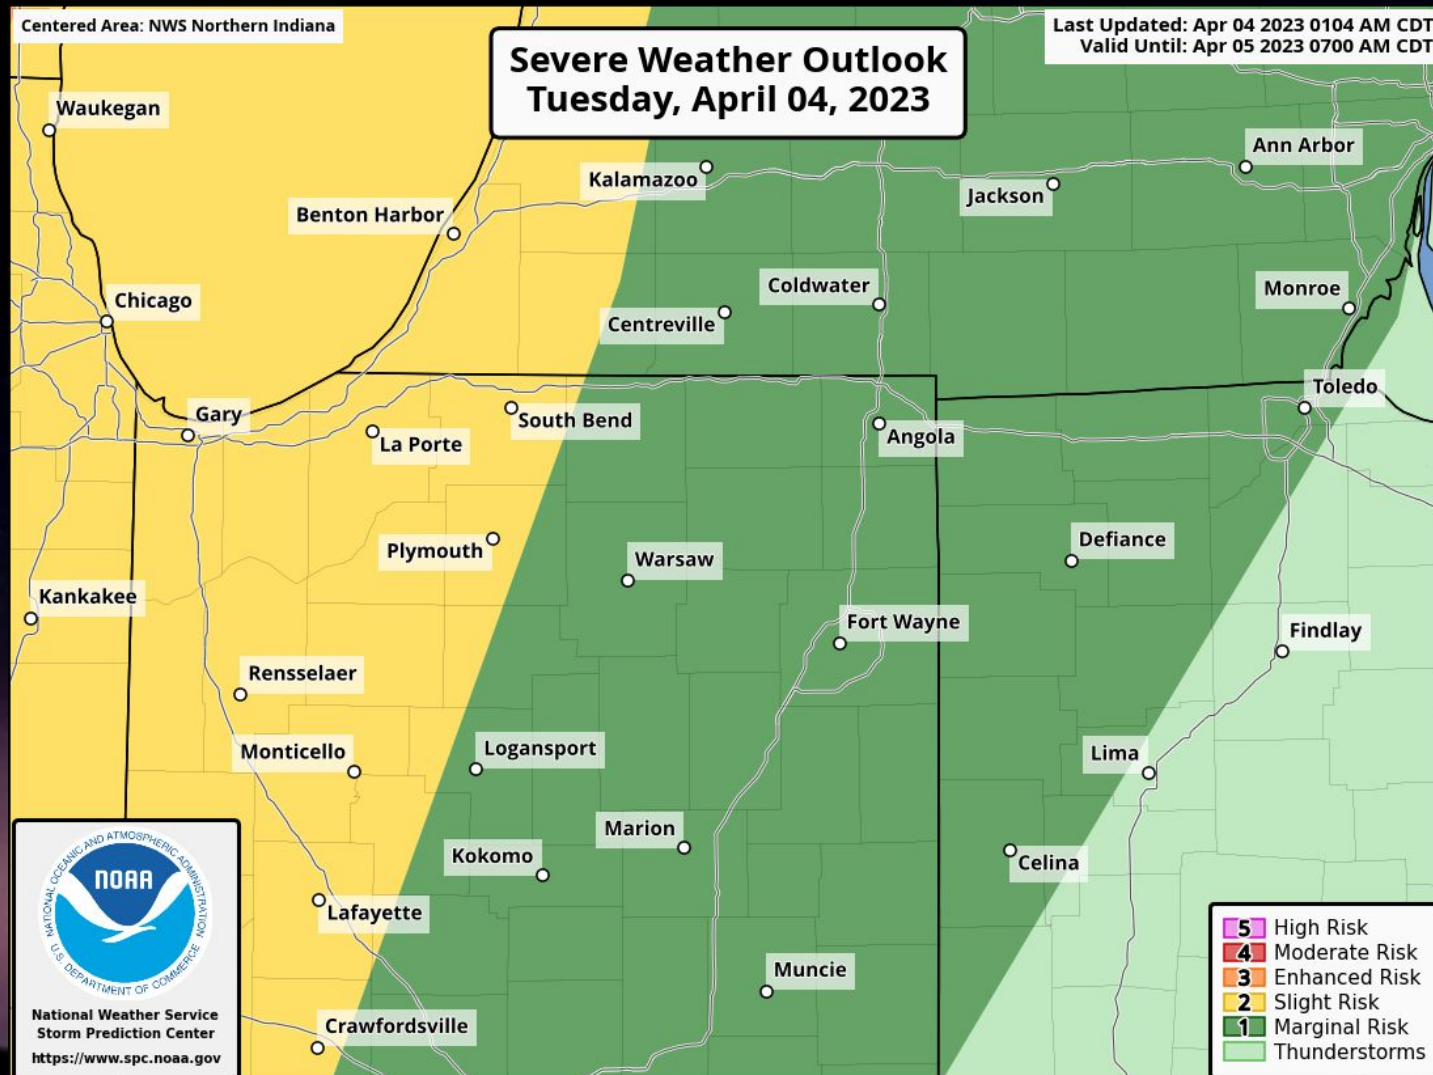 Centered Area: NWS Northern Indiana
Last Updated: Apr 04 2023 0104 AM CDT
Valid Until: Apr 05 2023 0700 AM CDT
Severe Weather Outlook
Tuesday, April 04, 2023
Waukegan
Ann Arbor
Kalamazoo
Jackson
Benton Harbor
Coldwater
Monroe
Chicago
Centreville
Toledo
Gary
South Bend
Angola
La Porte
Defiance
Plymouth
Warsaw
Kankakee
Fort Wayne
Findlay
Rensselaer
Monticello
Logansport
Lima
Marion
Kokomo
Celina
Lafayette
Muncie
Crawfordsville
NATIONAL OCEANIC AND ATMOSPHERIC ADMINISTRATION
NOAA
U.S. DEPARTMENT OF COMMERCE
National Weather Service
Storm Prediction Center
https://www.spc.noaa.gov
5 High Risk
4 Moderate Risk
3 Enhanced Risk
2 Slight Risk
1 Marginal Risk
Thunderstorms